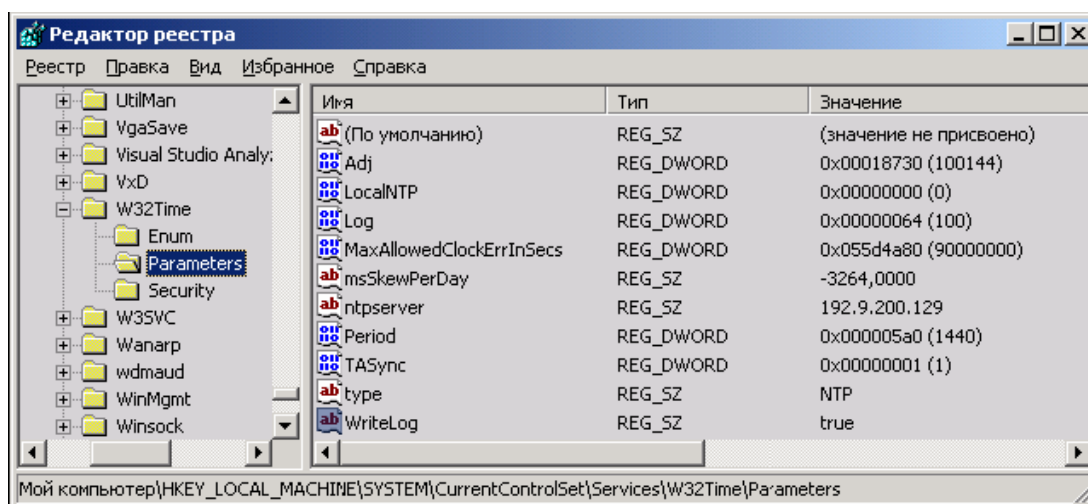 Редактор реестра
Реестр Правка Вид Избранное Справка
UtilMan
VgaSave
Visual Studio Analy:
VxD
W32Time
Enum
Parameters
Security
W3SVC
Wanarp
wdmaud
WinMgmt
Winsock
Имя Тип Значение
(По умолчанию) REG_SZ (значение не присвоено)
Adj REG_DWORD 0x00018730 (100144)
LocalNTP REG_DWORD 0x00000000 (0)
Log REG_DWORD 0x00000064 (100)
MaxAllowedClockErrInSecs REG_DWORD 0x055d4a80 (90000000)
msSkewPerDay REG_SZ -3264,0000
ntpserver REG_SZ 192.9.200.129
Period REG_DWORD 0x000005a0 (1440)
TASync REG_DWORD 0x00000001 (1)
type REG_SZ NTP
WriteLog REG_SZ true
Мой компьютер\HKEY_LOCAL_MACHINE\SYSTEM\CurrentControlSet\Services\W32Time\Parameters